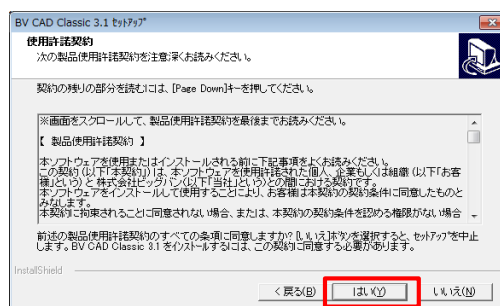 BV CAD Classic 3.1 ｾｯﾄｱｯﾌﾟ
使用許諾契約
次の製品使用許諾契約を注意深くお読みください。
契約の残りの部分を読むには、[Page Down]キーを押してください。
※画面をスクロールして、製品使用許諾契約を最後までお読みください。
【 製品使用許諾契約 】
本ソフトウェアを使用またはインストールされる前に下記事項をよくお読みください。
この契約（以下「本契約」）は、本ソフトウェアを使用許諾された個人、企業もしくは組織（以下「お客
様」という）と 株式会社ビッグバン（以下「当社」という）との間における契約です。
本ソフトウェアをインストールして使用することにより、お客様は本契約の契約条件に同意したものと
みなします。
本契約に拘束されることに同意されない場合、または、本契約の契約条件を認める権限がない場合
前述の製品使用許諾契約のすべての条項に同意しますか? [いいえ]ボタンを選択すると、セットアップを中止
します。BV CAD Classic 3.1 をインストールするには、この契約に同意する必要があります。
InstallShield
< 戻る(B)
はい(Y)
いいえ(N)